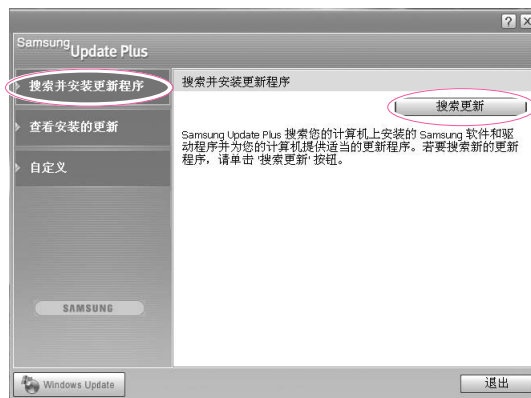 Samsung Update Plus
搜索并安装更新程序
查看安装的更新
自定义
SAMSUNG
Windows Update
搜索并安装更新程序
搜索更新
Samsung Update Plus 搜索您的计算机上安装的 Samsung 软件和驱
动程序并为您的计算机提供适当的更新程序。若要搜索新的更新
程序，请单击 '搜索更新' 按钮。
退出